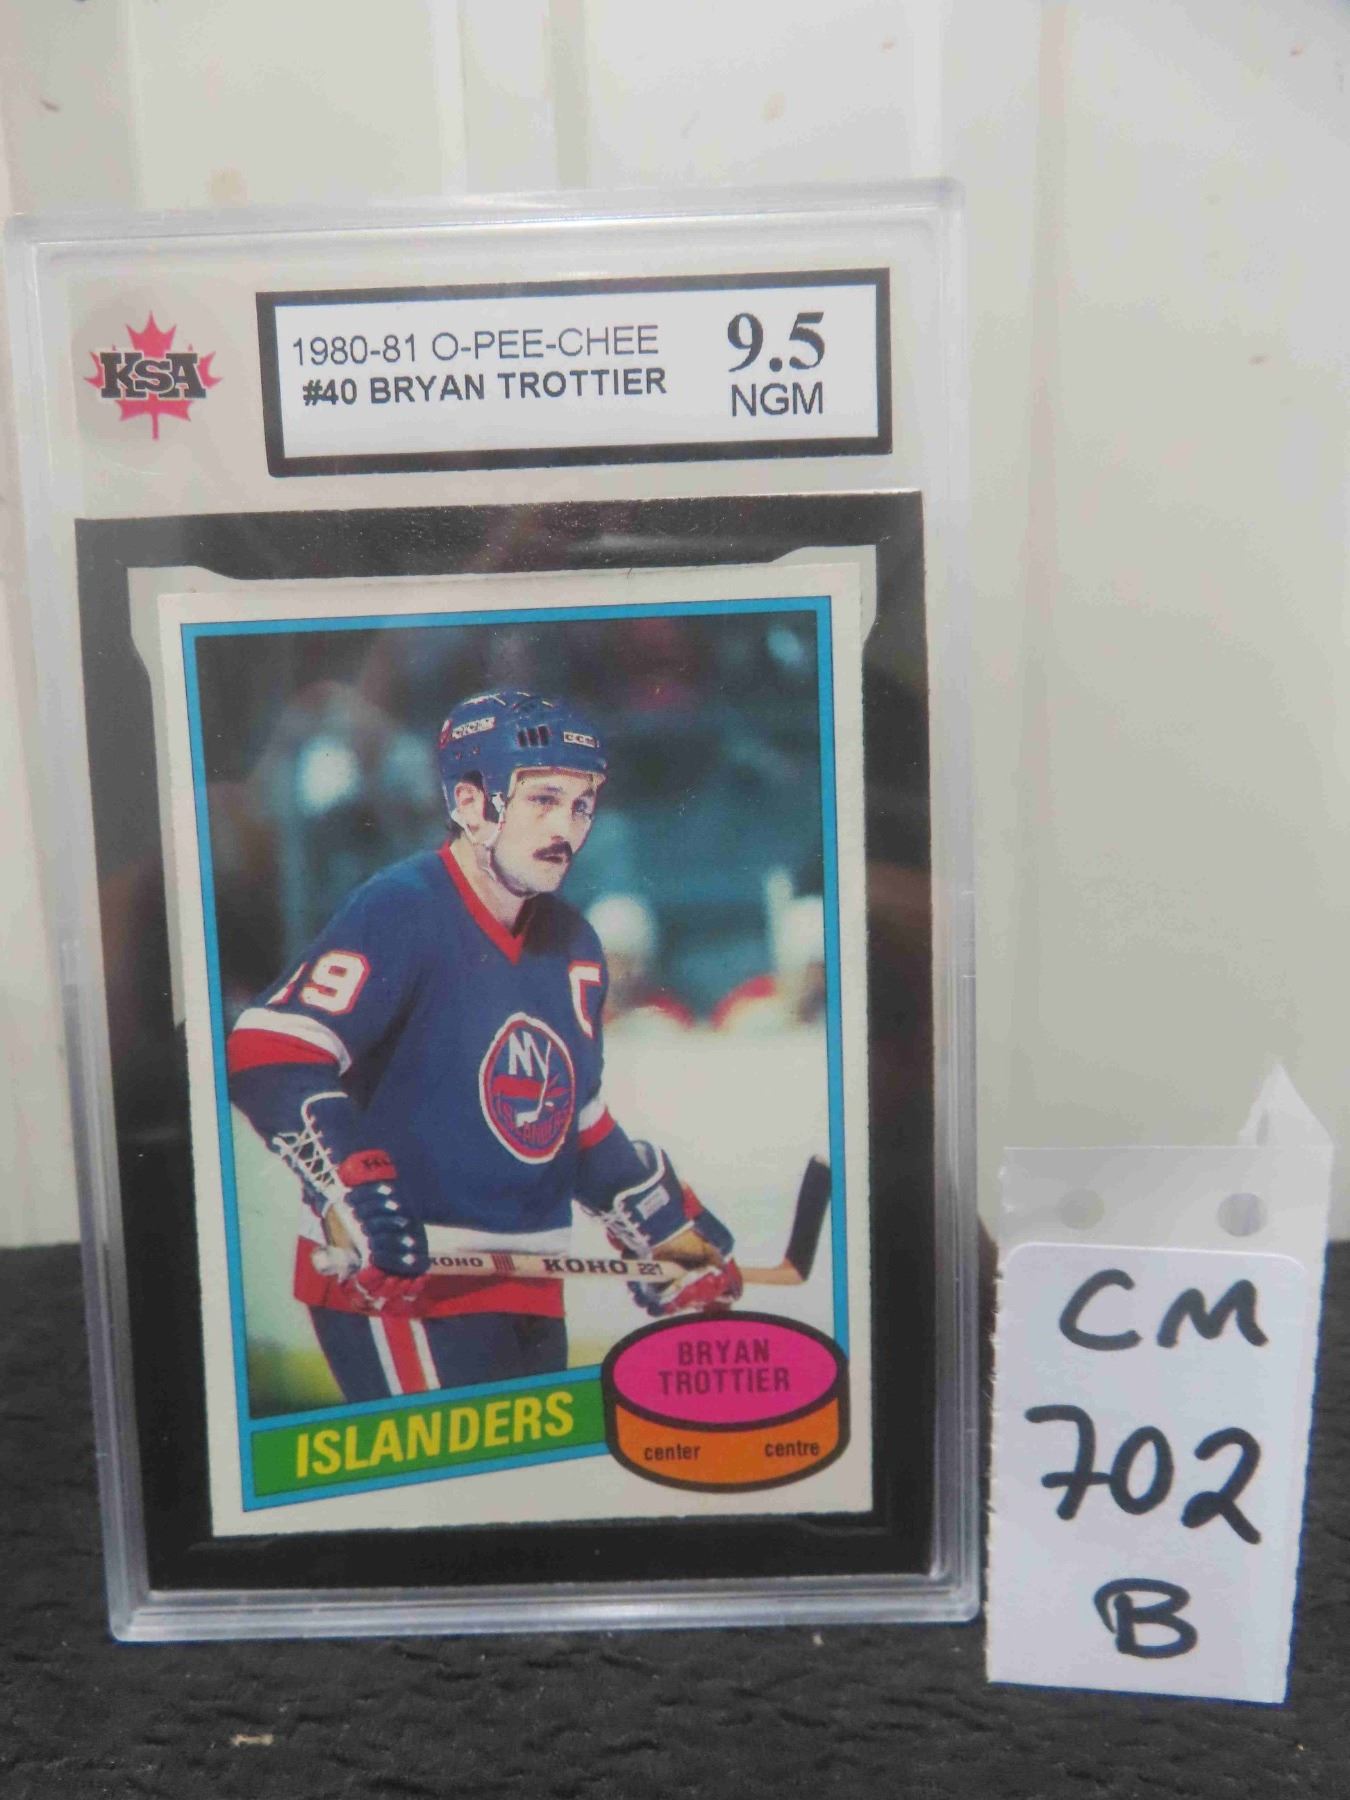 KSA
1980-81 O-PEE-CHEE
#40 BRYAN TROTTIER
9.5
NGM
CCM
19
C
NY
ISLANDERS
KOHO KOHO 221
BRYAN
TROTTIER
ISLANDERS
center centre
CM
702
B